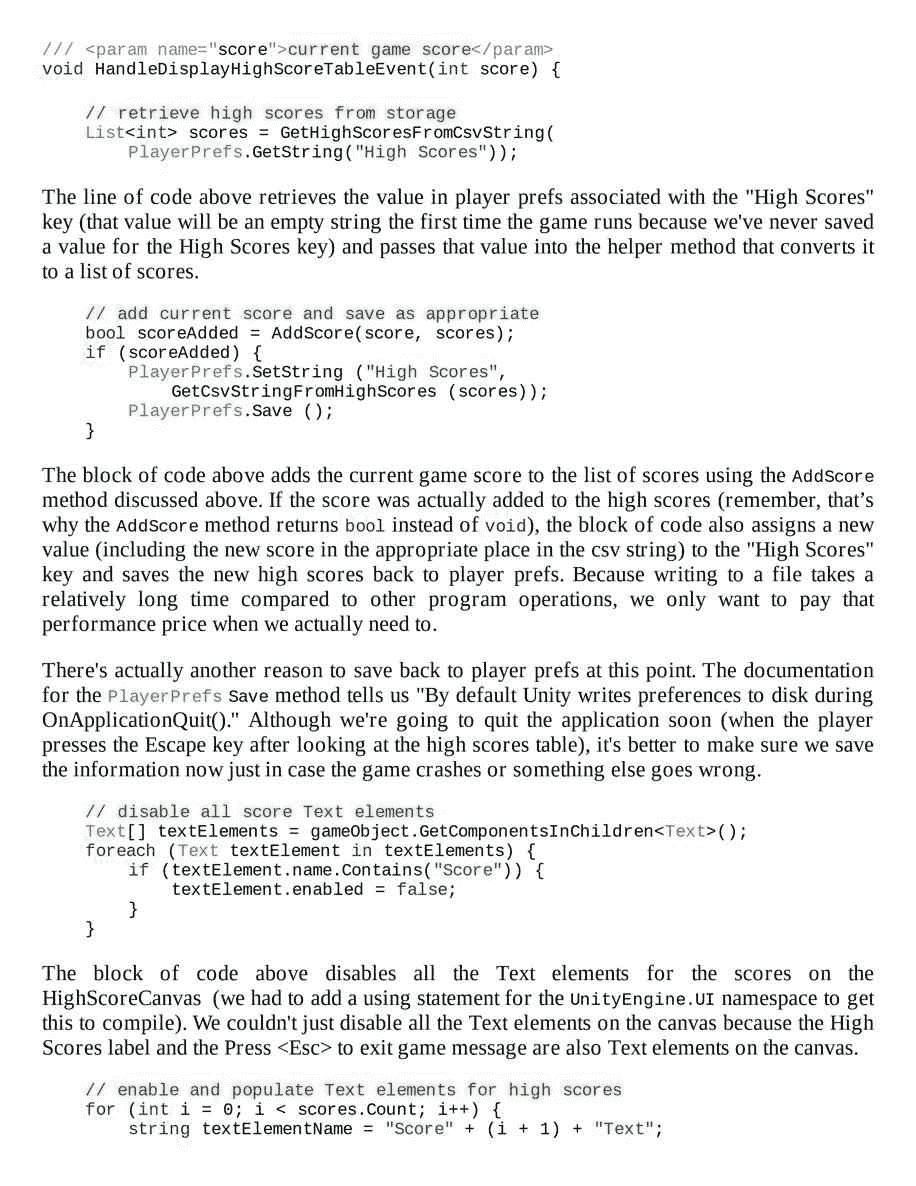 /// <param name="score">current game score</param>
void HandleDisplayHighScoreTableEvent(int score) {
// retrieve high scores from storage
List<int> scores = GetHighScoresFromCsvString(
PlayerPrefs.GetString("High Scores"));
The line of code above retrieves the value in player prefs associated with the "High Scores"
key (that value will be an empty string the first time the game runs because we've never saved
a value for the High Scores key) and passes that value into the helper method that converts it
to a list of scores.
// add current score and save as appropriate
bool scoreAdded = AddScore(score, scores);
if (scoreAdded) {
PlayerPrefs.SetString ("High Scores",
GetCsvStringFromHighScores (scores));
PlayerPrefs.Save ();
}
The block of code above adds the current game score to the list of scores using the AddScore
method discussed above. If the score was actually added to the high scores (remember, that’s
why the AddScore method returns bool instead of void), the block of code also assigns a new
value (including the new score in the appropriate place in the csv string) to the "High Scores"
key and saves the new high scores back to player prefs. Because writing to a file takes a
relatively long time compared to other program operations, we only want to pay that
performance price when we actually need to.
There's actually another reason to save back to player prefs at this point. The documentation
for the PlayerPrefs Save method tells us "By default Unity writes preferences to disk during
OnApplicationQuit()." Although we're going to quit the application soon (when the player
presses the Escape key after looking at the high scores table), it's better to make sure we save
the information now just in case the game crashes or something else goes wrong.
// disable all score Text elements
Text[] textElements = gameObject.GetComponentsInChildren<Text>();
foreach (Text textElement in textElements) {
if (textElement.name.Contains("Score")) {
textElement.enabled = false;
}
}
The block of code above disables all the Text elements for the scores on the
HighScoreCanvas (we had to add a using statement for the UnityEngine.UI namespace to get
this to compile). We couldn't just disable all the Text elements on the canvas because the High
Scores label and the Press <Esc> to exit game message are also Text elements on the canvas.
// enable and populate Text elements for high scores
for (int i = 0; i < scores.Count; i++) {
string textElementName = "Score" + (i + 1) + "Text";